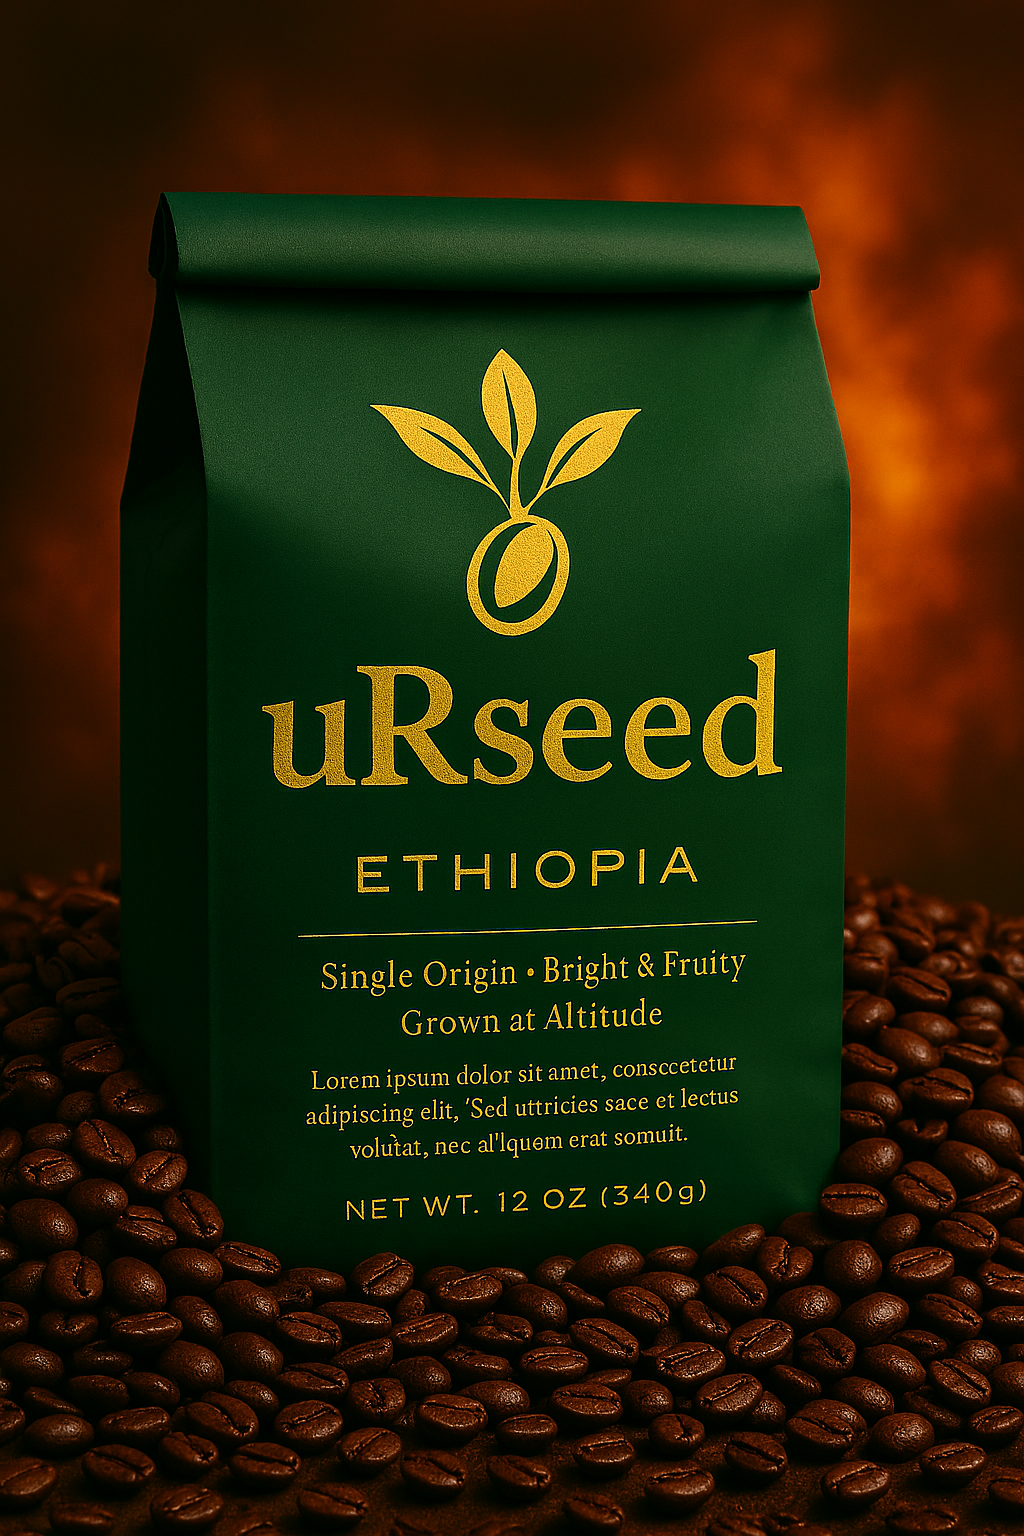 uRseed
ETHIOPIA
Single Origin • Bright & Fruity
Grown at Altitude
Lorem ipsum dolor sit amet, consccetetur
adipiscing elit, 'Sed uttricies sace et lectus
volutat, nec al'lquem erat somuit.
NET WT. 12 OZ (340g)